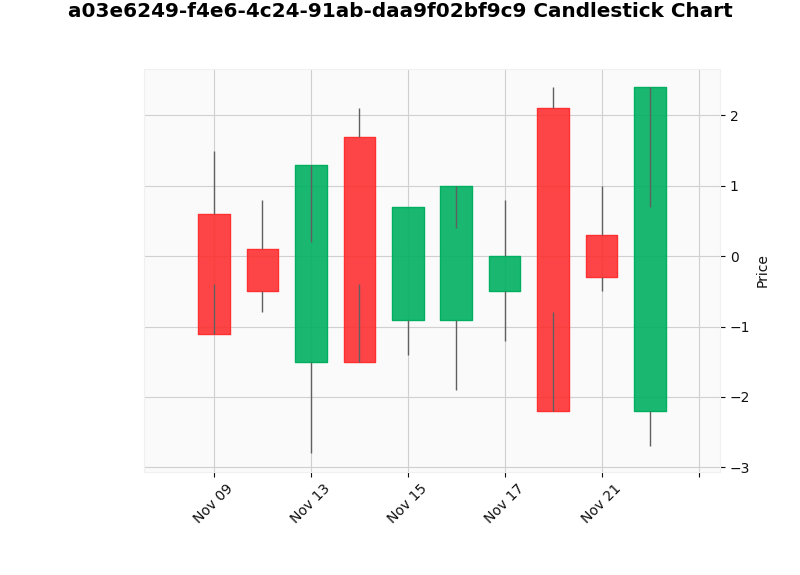 a03e6249-f4e6-4c24-91ab-daa9f02bf9c9 Candlestick Chart
2
1
0
−1
−2
−3
Price
Nov 09
Nov 13
Nov 15
Nov 17
Nov 21